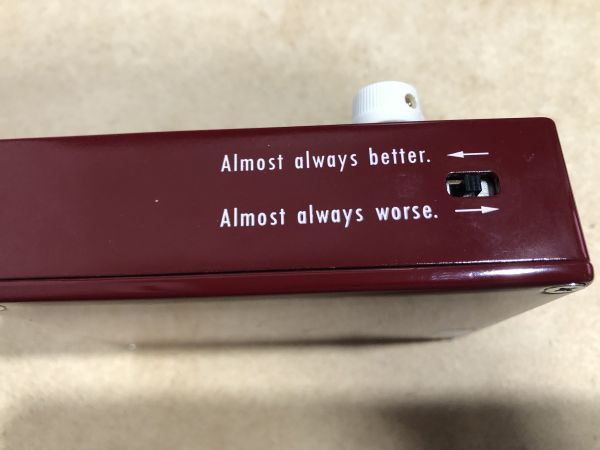 Almost always better. ←
Almost always worse. →